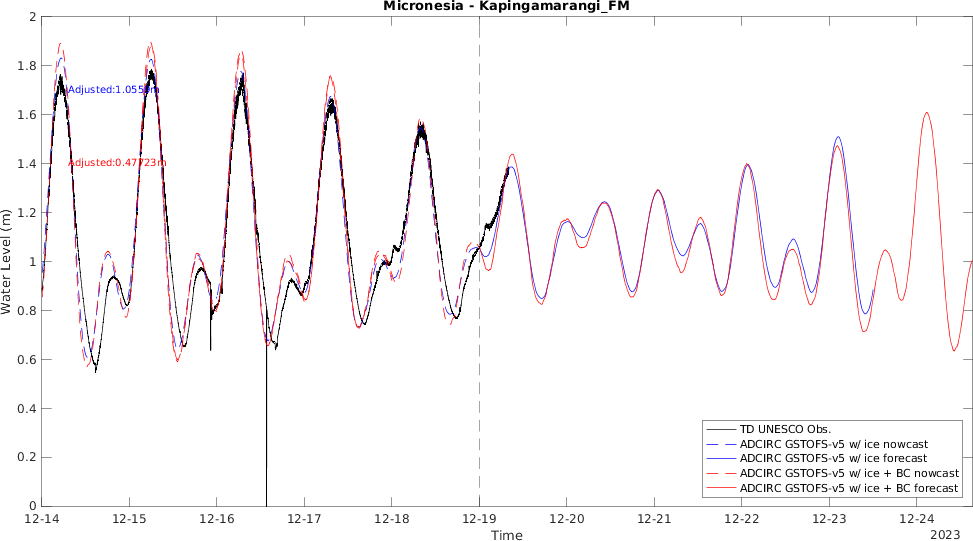 Micronesia - Kapingamarangi_FM
2
1.8
1.6
1.4
1.2
1
0.8
0.6
0.4
0.2
0
Water Level (m)
Adjusted:0.47723m
TD UNESCO Obs.
ADCIRC GSTOFS-v5 w/ ice nowcast
ADCIRC GSTOFS-v5 w/ ice forecast
ADCIRC GSTOFS-v5 w/ ice + BC nowcast
ADCIRC GSTOFS-v5 w/ ice + BC forecast
12-14 12-15 12-16 12-17 12-18 12-19 12-20 12-21 12-22 12-23 12-24
Time
2023